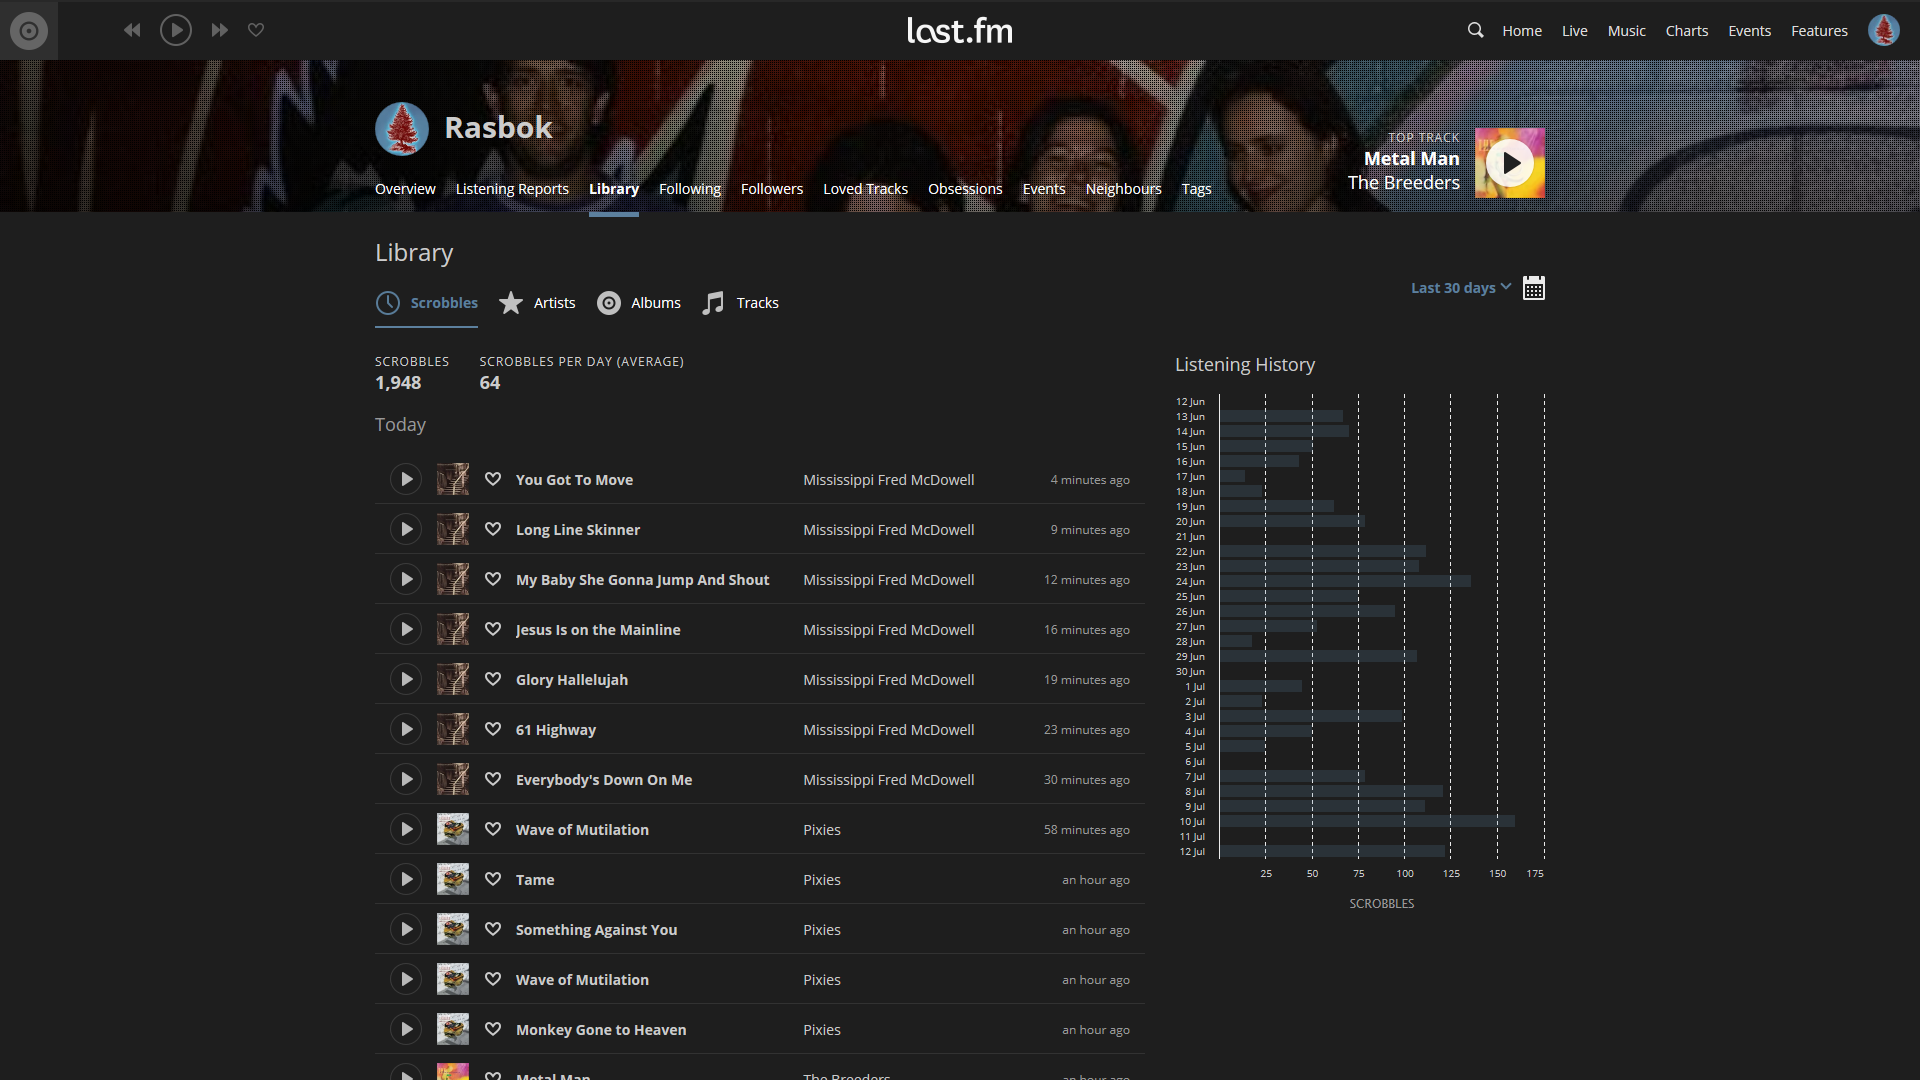 last.fm
Home Live Music Charts Events Features
Rasbok
TOP TRACK
Metal Man
The Breeders
Overview Listening Reports Library Following Followers Loved Tracks Obsessions Events Neighbours Tags
Library
Last 30 days
Scrobbles Artists Albums Tracks
SCROBBLES SCROBBLES PER DAY (AVERAGE)
1,948 64
Today
You Got To Move Mississippi Fred McDowell 4 minutes ago
Long Line Skinner Mississippi Fred McDowell 9 minutes ago
My Baby She Gonna Jump And Shout Mississippi Fred McDowell 12 minutes ago
Jesus Is on the Mainline Mississippi Fred McDowell 16 minutes ago
Glory Hallelujah Mississippi Fred McDowell 19 minutes ago
61 Highway Mississippi Fred McDowell 23 minutes ago
Everybody's Down On Me Mississippi Fred McDowell 30 minutes ago
Wave of Mutilation Pixies 58 minutes ago
Tame Pixies an hour ago
Something Against You Pixies an hour ago
Wave of Mutilation Pixies an hour ago
Monkey Gone to Heaven Pixies an hour ago
Metal Man The Breeders an hour ago
Listening History
12 Jun
13 Jun
14 Jun
15 Jun
16 Jun
17 Jun
18 Jun
19 Jun
20 Jun
21 Jun
22 Jun
23 Jun
24 Jun
25 Jun
26 Jun
27 Jun
28 Jun
29 Jun
30 Jun
1 Jul
2 Jul
3 Jul
4 Jul
5 Jul
6 Jul
7 Jul
8 Jul
9 Jul
10 Jul
11 Jul
12 Jul
25 50 75 100 125 150 175
SCROBBLES